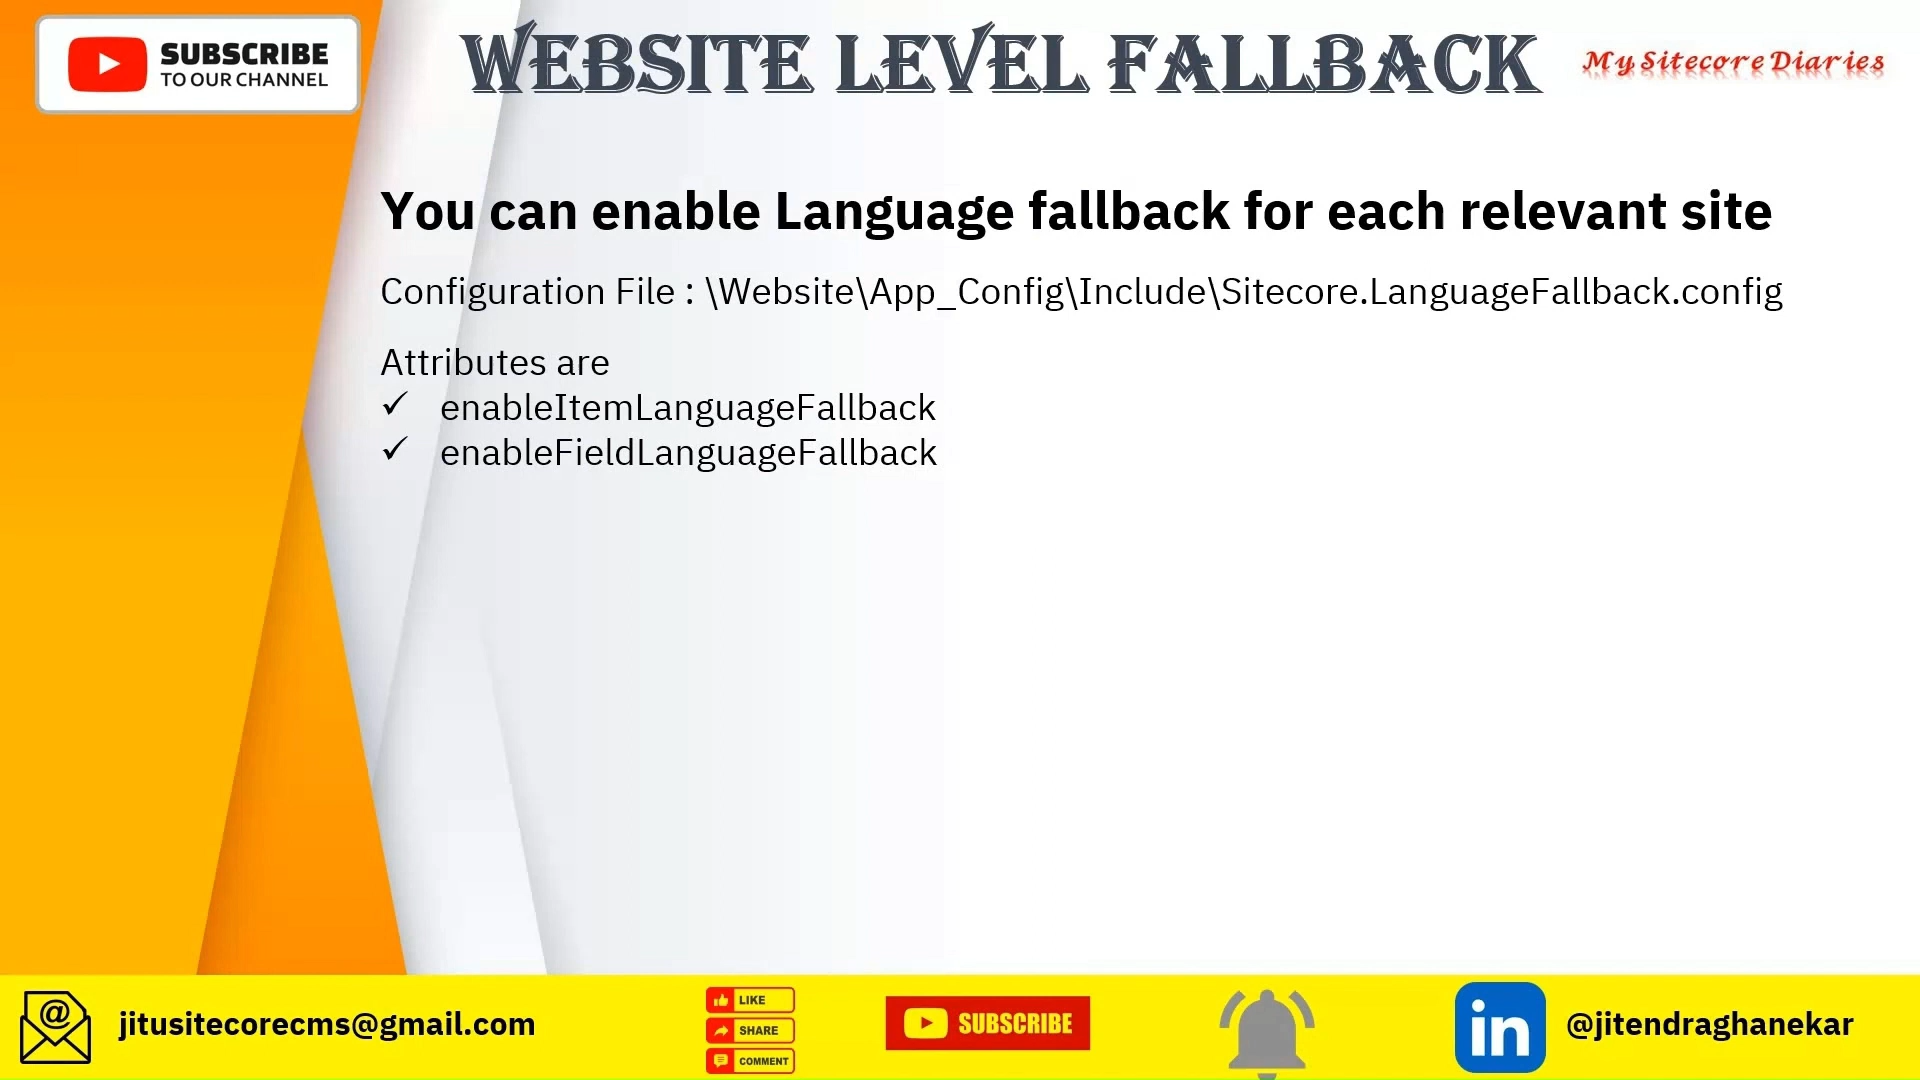 SUBSCRIBE
TO OUR CHANNEL
WEBSITE LEVEL FALLBACK
My Sitecore Diaries
You can enable Language fallback for each relevant site
Configuration File : \Website\App_Config\Include\Sitecore.LanguageFallback.config
Attributes are
✓ enableItemLanguageFallback
✓ enableFieldLanguageFallback
@
jitusitecorecms@gmail.com
LIKE
SHARE
COMMENT
SUBSCRIBE
in
@jitendraghanekar